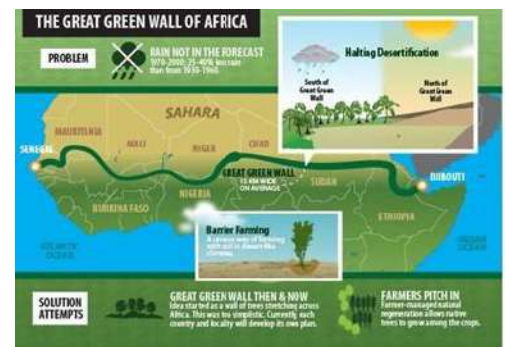 THE GREAT GREEN WALL OF AFRICA
PROBLEM
RAIN NOT IN THE FORECAST
1970-2000: 25-40% less rain
than from 1930-1960.
Halting Desertification
South of
Great Green
Wall
North of
Great Green
Wall
SAHARA
MAURITANIA
SENEGAL
MALI
NIGER
CHAD
GREAT GREEN WALL
15 KM WIDE
ON AVERAGE
SUDAN
DJIBOUTI
NIGERIA
BURKINA FASO
ETHIOPIA
ATLANTIC
OCEAN
INDIAN
OCEAN
Barrier Farming
A way of farming
SOLUTION
ATTEMPTS
GREAT GREEN WALL THEN & NOW
Idea started as a wall of trees stretching across
Africa. This was too simplistic. Currently, each
country and locality will develop its own plan.
FARMERS PITCH IN
Farmer-managed natural
regeneration allows native
trees to grow among the crops.